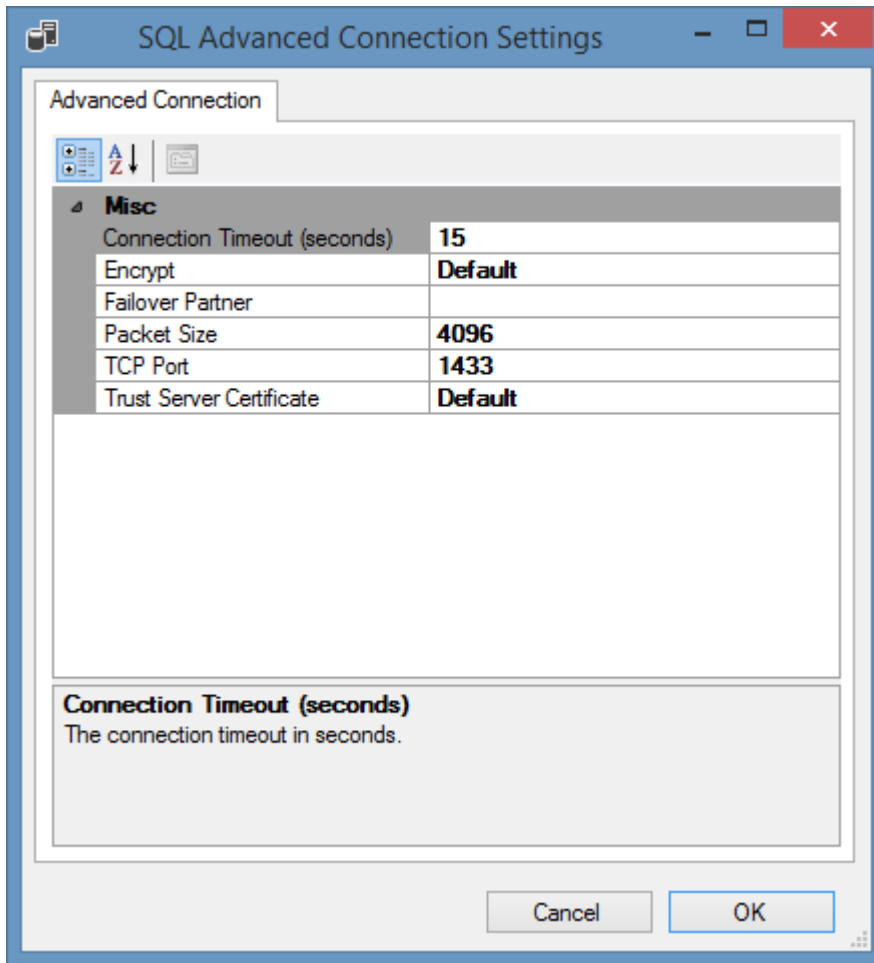 SQL Advanced Connection Settings
Advanced Connection
A
Z
Misc
Connection Timeout (seconds) 15
Encrypt Default
Failover Partner
Packet Size 4096
TCP Port 1433
Trust Server Certificate Default
Connection Timeout (seconds)
The connection timeout in seconds.
Cancel OK